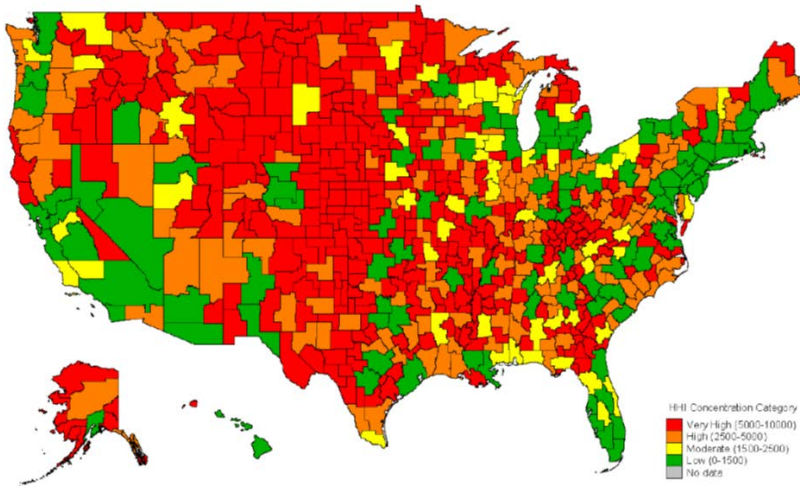 HHI Concentration Category
Very High (5000-10000)
High (2500-5000)
Moderate (1500-2500)
Low (0-1500)
No data